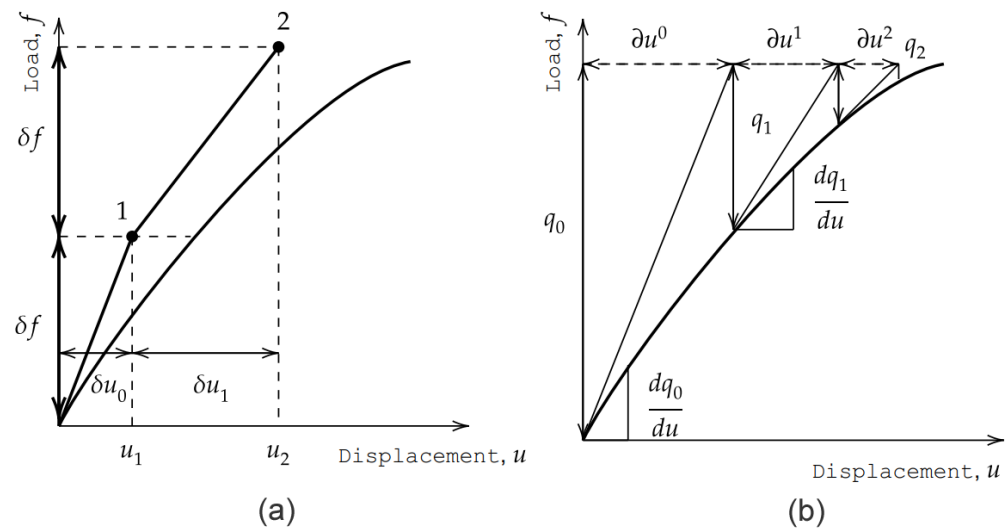 Load, f
2
δf
1
δf
δu₀
δu₁
u₁
u₂
Displacement, u
(a)
Load, f
∂u⁰
∂u¹
∂u²
q₂
q₁
q₀
dq₁
du
dq₀
du
Displacement, u
(b)